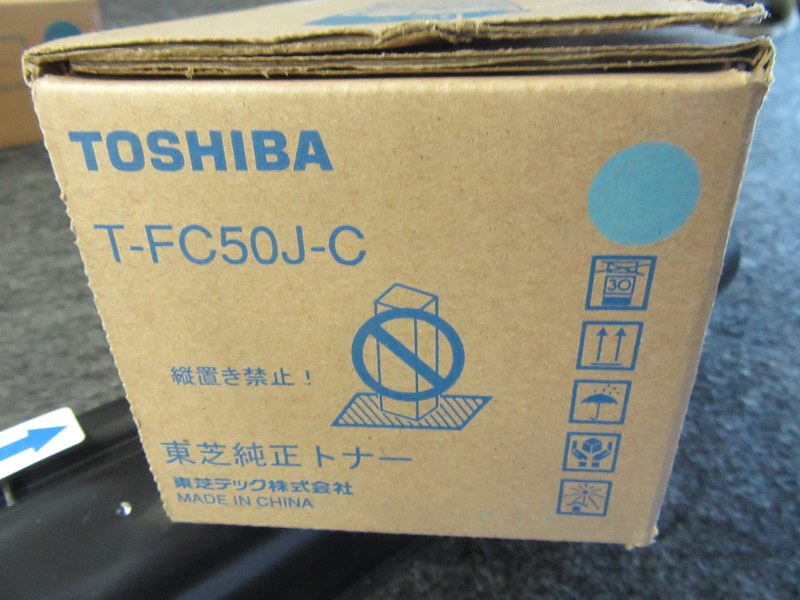 TOSHIBA
T-FC50J-C
30
縦置き禁止！
東芝純正トナー
東芝テック株式会社
MADE IN CHINA